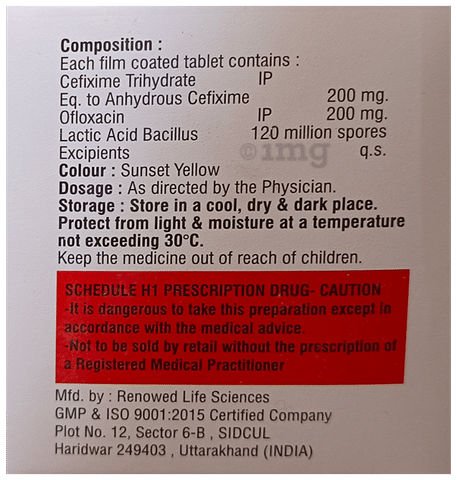 Composition :
Each film coated tablet contains :
Cefixime Trihydrate IP
Eq. to Anhydrous Cefixime 200 mg.
Ofloxacin IP 200 mg.
Lactic Acid Bacillus 120 million spores
Excipients q.s.
©1mg
Colour : Sunset Yellow
Dosage : As directed by the Physician.
Storage : Store in a cool, dry & dark place.
Protect from light & moisture at a temperature
not exceeding 30°C.
Keep the medicine out of reach of children.
SCHEDULE H1 PRESCRIPTION DRUG- CAUTION
-It is dangerous to take this preparation except in
accordance with the medical advice.
-Not to be sold by retail without the prescription of
a Registered Medical Practitioner
Mfd. by : Renowed Life Sciences
GMP & ISO 9001:2015 Certified Company
Plot No. 12, Sector 6-B , SIDCUL
Haridwar 249403 , Uttarakhand (INDIA)